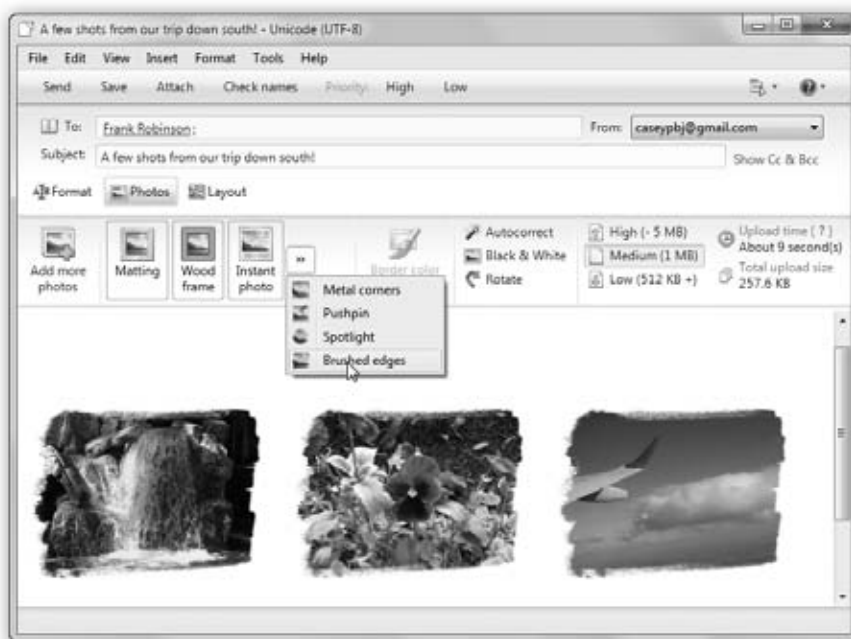 A few shots from our trip down south! - Unicode (UTF-8)
File Edit View Insert Format Tools Help
Send Save Attach Check names Priority: High Low
To: Frank Robinson; From: caseypbj@gmail.com
Subject: A few shots from our trip down south! Show Cc & Bcc
Format Photos Layout
Add more photos
Matting
Wood frame
Instant photo
»
Border color
Autocorrect
Black & White
Rotate
High (- 5 MB)
Medium (1 MB)
Low (512 KB +)
Upload time ( ? )
About 9 second(s)
Total upload size
257.6 KB
Metal corners
Pushpin
Spotlight
Brushed edges